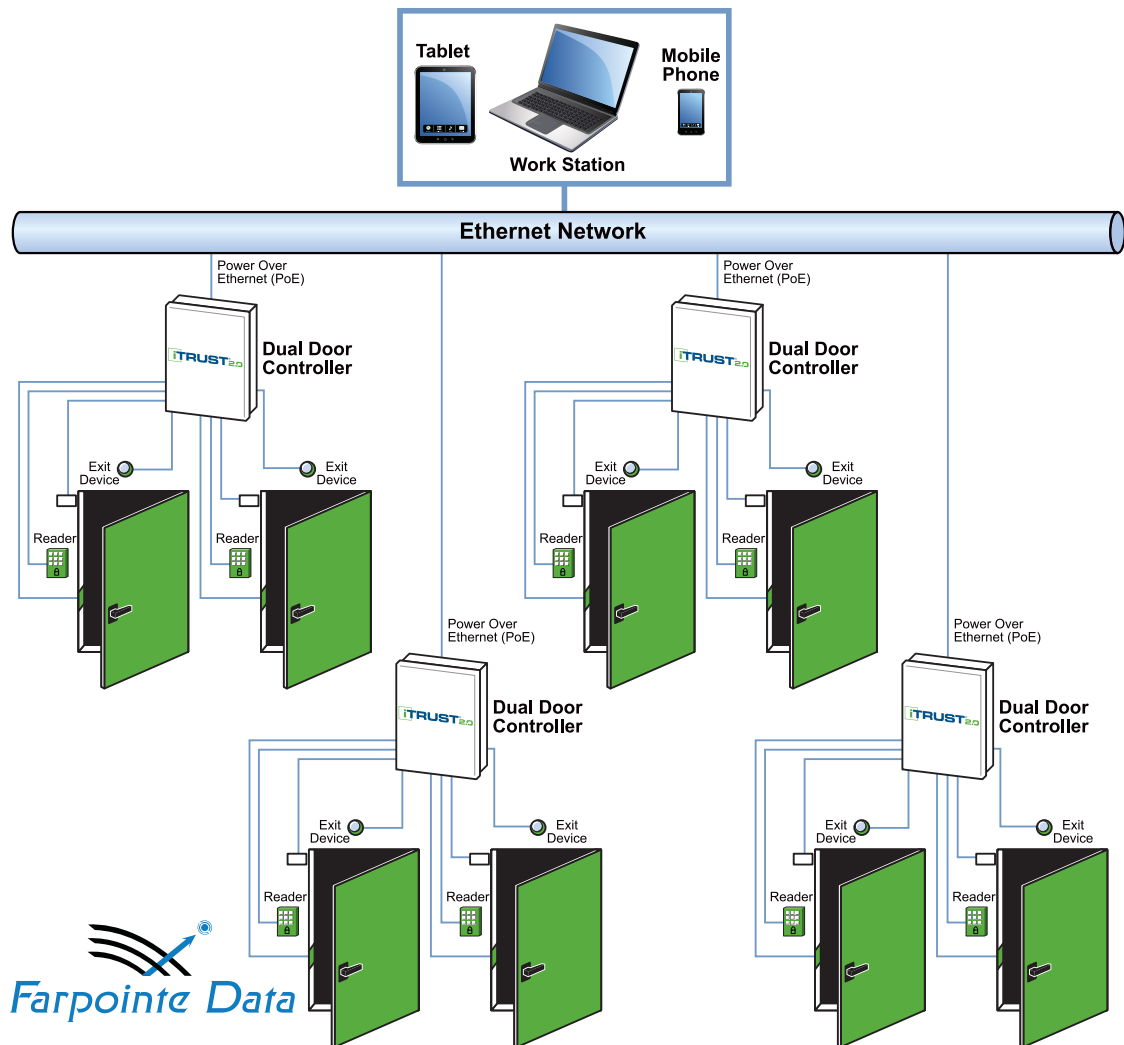 Tablet
Mobile
Phone
Work Station
Ethernet Network
Power Over
Ethernet (PoE)
iTRUST 2.0
Dual Door
Controller
Exit
Device
Exit
Device
Reader
Reader
Power Over
Ethernet (PoE)
iTRUST 2.0
Dual Door
Controller
Exit
Device
Exit
Device
Reader
Reader
Power Over
Ethernet (PoE)
iTRUST 2.0
Dual Door
Controller
Exit
Device
Exit
Device
Reader
Reader
Power Over
Ethernet (PoE)
iTRUST 2.0
Dual Door
Controller
Exit
Device
Exit
Device
Reader
Reader
Farpointe Data